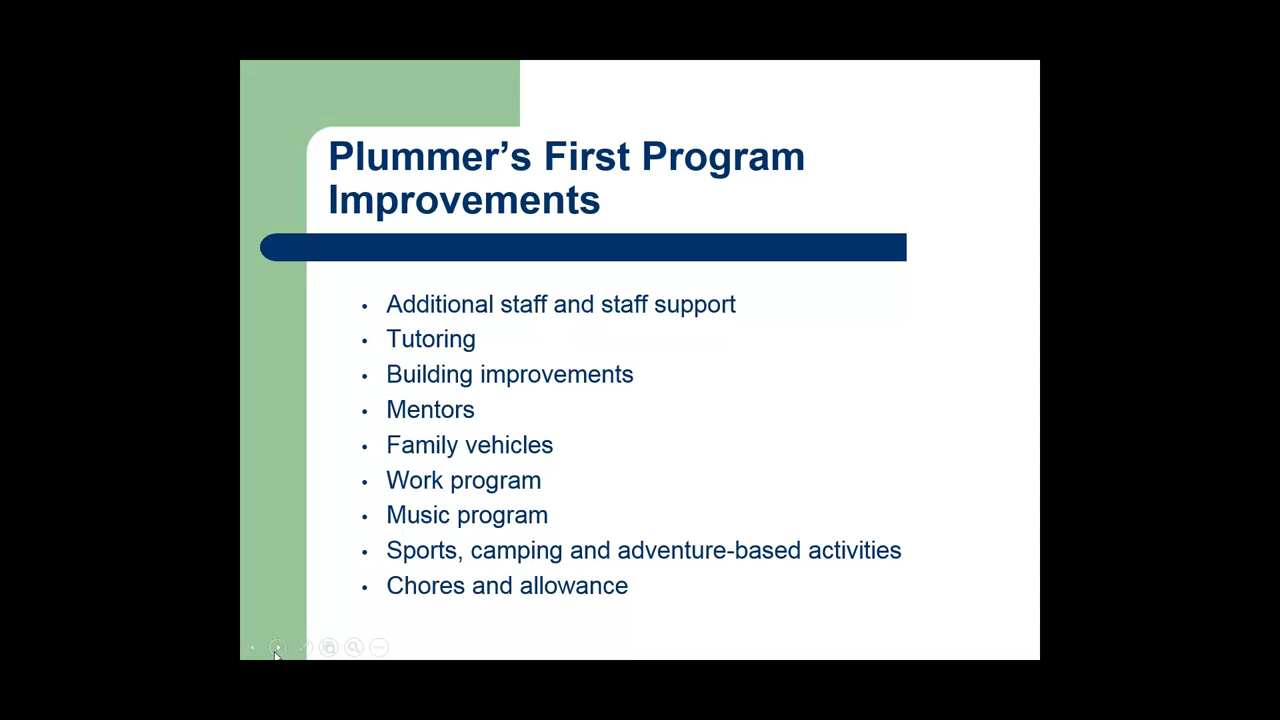 Plummer’s First Program
Improvements
• Additional staff and staff support
• Tutoring
• Building improvements
• Mentors
• Family vehicles
• Work program
• Music program
• Sports, camping and adventure-based activities
• Chores and allowance